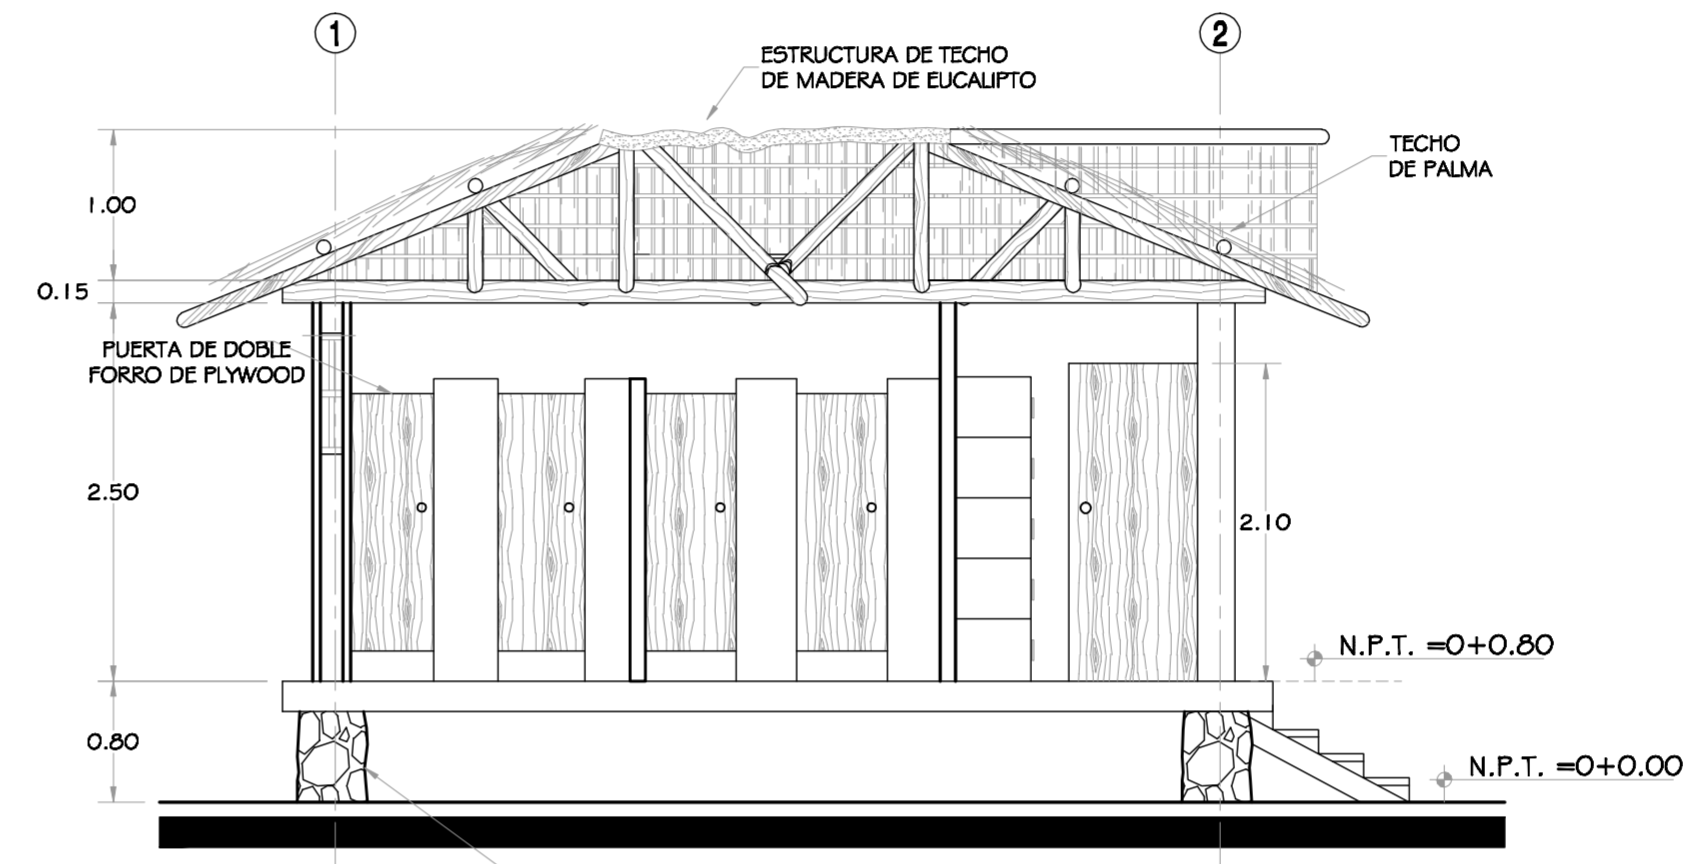 1
2
ESTRUCTURA DE TECHO
DE MADERA DE EUCALIPTO
TECHO
DE PALMA
1.00
0.15
PUERTA DE DOBLE
FORRO DE PLYWOOD
2.50
2.10
N.P.T. =0+0.80
0.80
N.P.T. =0+0.00